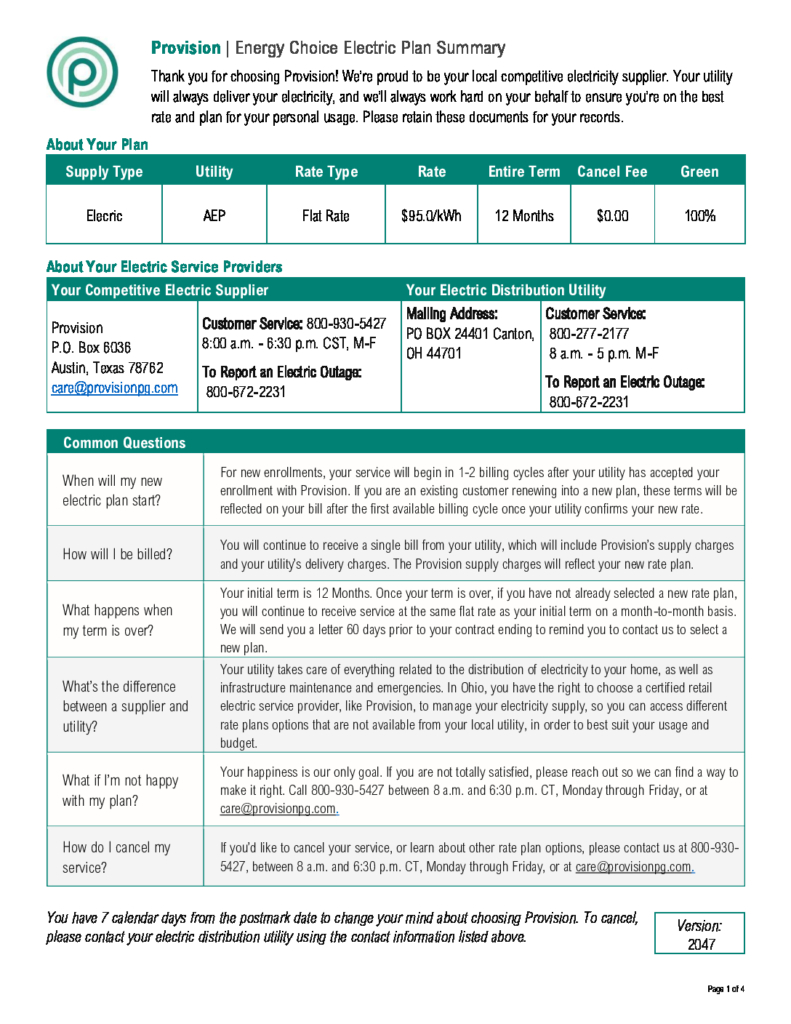 p
Provision | Energy Choice Electric Plan Summary
Thank you for choosing Provision! We're proud to be your local competitive electricity supplier. Your utility
will always deliver your electricity, and we'll always work hard on your behalf to ensure you're on the best
rate and plan for your personal usage. Please retain these documents for your records.
About Your Plan
Supply Type Utility Rate Type Rate Entire Term Cancel Fee Green
Elecric AEP Flat Rate $95.0/kWh 12 Months $0.00 100%
About Your Electric Service Providers
Your Competitive Electric Supplier Your Electric Distribution Utility
Provision
P.O. Box 6036
Austin, Texas 78762
care@provisionpg.com
Customer Service: 800-930-5427
8:00 a.m. - 6:30 p.m. CST, M-F
To Report an Electric Outage:
800-672-2231
Mailing Address:
PO BOX 24401 Canton,
OH 44701
Customer Service:
800-277-2177
8 a.m. - 5 p.m. M-F
To Report an Electric Outage:
800-672-2231
Common Questions
When will my new
electric plan start?
For new enrollments, your service will begin in 1-2 billing cycles after your utility has accepted your
enrollment with Provision. If you are an existing customer renewing into a new plan, these terms will be
reflected on your bill after the first available billing cycle once your utility confirms your new rate.
How will I be billed?
You will continue to receive a single bill from your utility, which will include Provision's supply charges
and your utility's delivery charges. The Provision supply charges will reflect your new rate plan.
What happens when
my term is over?
Your initial term is 12 Months. Once your term is over, if you have not already selected a new rate plan,
you will continue to receive service at the same flat rate as your initial term on a month-to-month basis.
We will send you a letter 60 days prior to your contract ending to remind you to contact us to select a
new plan.
What's the difference
between a supplier and
utility?
Your utility takes care of everything related to the distribution of electricity to your home, as well as
infrastructure maintenance and emergencies. In Ohio, you have the right to choose a certified retail
electric service provider, like Provision, to manage your electricity supply, so you can access different
rate plans options that are not available from your local utility, in order to best suit your usage and
budget.
What if I'm not happy
with my plan?
Your happiness is our only goal. If you are not totally satisfied, please reach out so we can find a way to
make it right. Call 800-930-5427 between 8 a.m. and 6:30 p.m. CT, Monday through Friday, or at
care@provisionpg.com.
How do I cancel my
service?
If you'd like to cancel your service, or learn about other rate plan options, please contact us at 800-930-
5427, between 8 a.m. and 6:30 p.m. CT, Monday through Friday, or at care@provisionpg.com.
You have 7 calendar days from the postmark date to change your mind about choosing Provision. To cancel,
please contact your electric distribution utility using the contact information listed above.
Version:
2047
Page 1 of 4